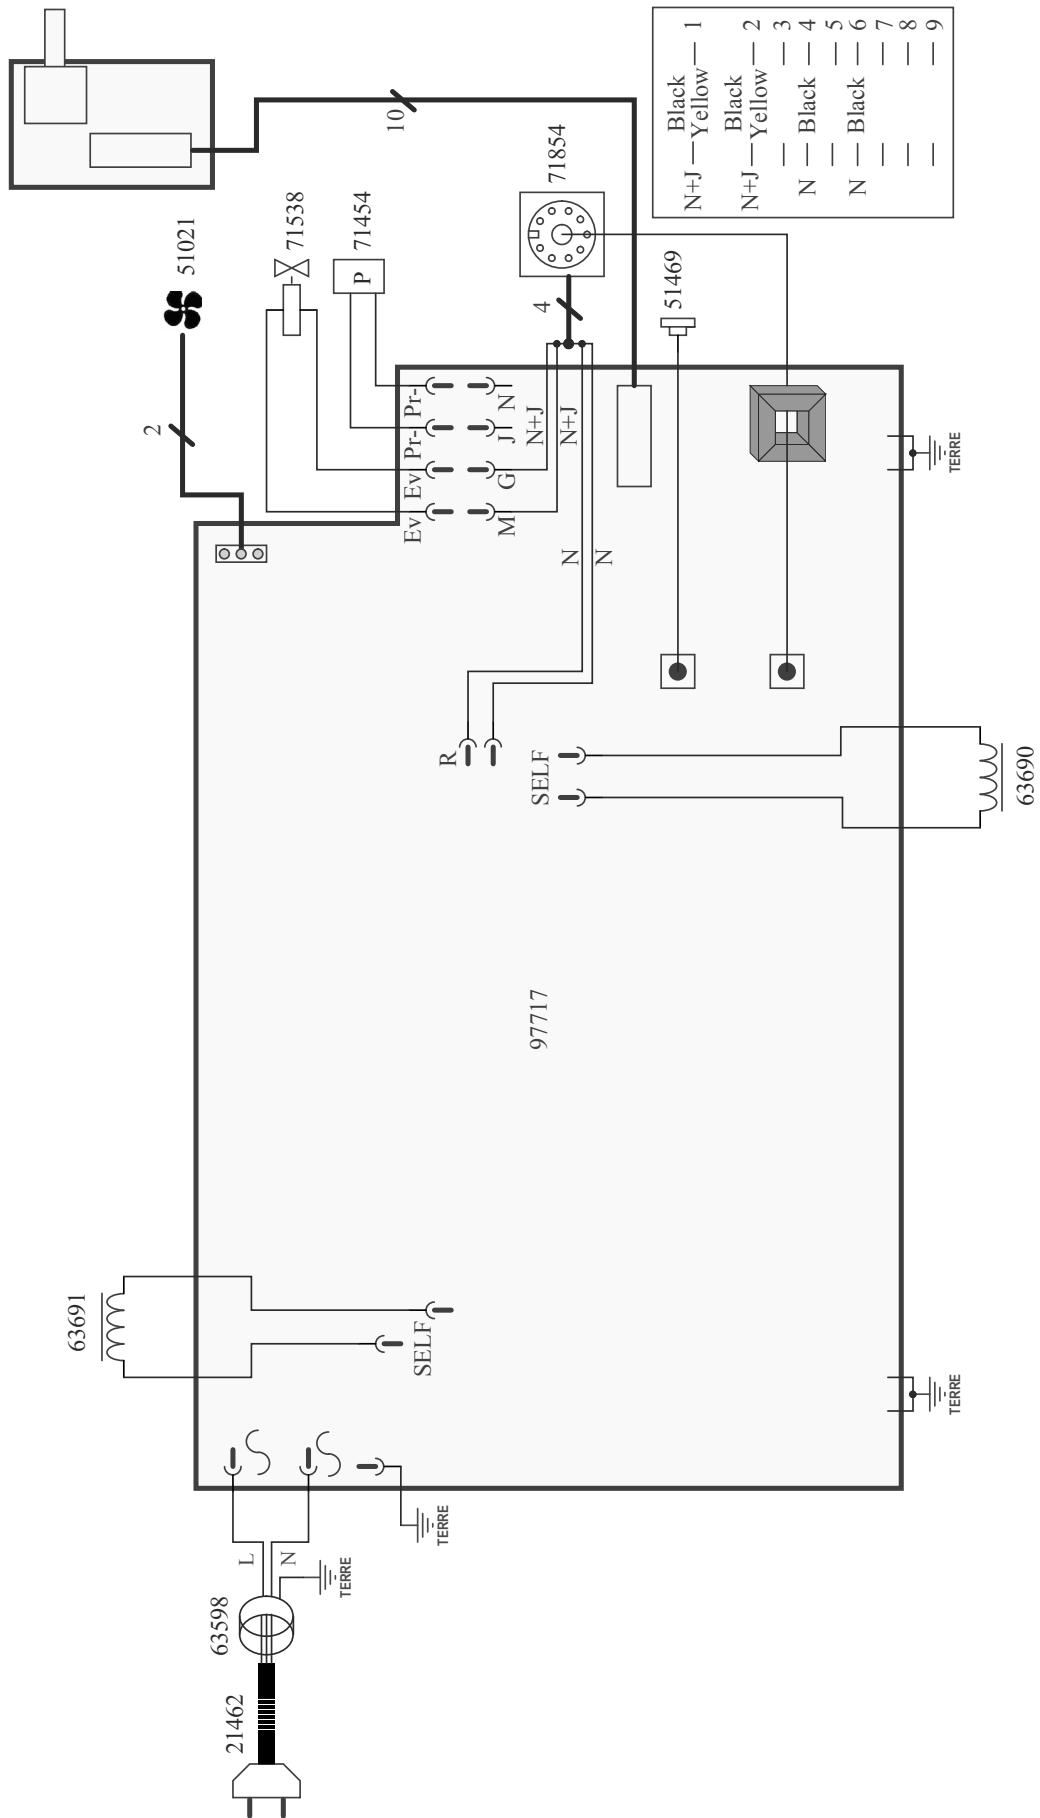 63691
2
51021
63598
21462
L
N
71538
TERRE
71454
P
10
Ev Ev Pr- Pr-
SELF
TERRE
R
M G J N
97717
SELF
4
N+J
71854
N
N+J
N
51469
Black
N+J — Yellow — 1
Black
N+J — Yellow — 2
— — 3
N — Black — 4
— — 5
N — Black — 6
— — 7
— — 8
— — 9
TERRE
TERRE
63690